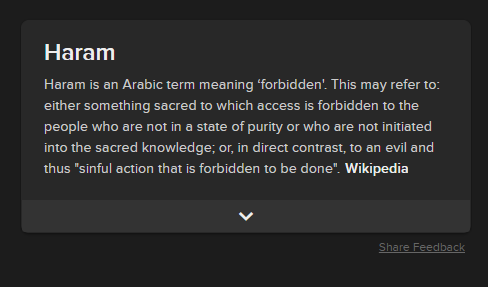 Haram
Haram is an Arabic term meaning 'forbidden'. This may refer to:
either something sacred to which access is forbidden to the
people who are not in a state of purity or who are not initiated
into the sacred knowledge; or, in direct contrast, to an evil and
thus "sinful action that is forbidden to be done". Wikipedia
Share Feedback